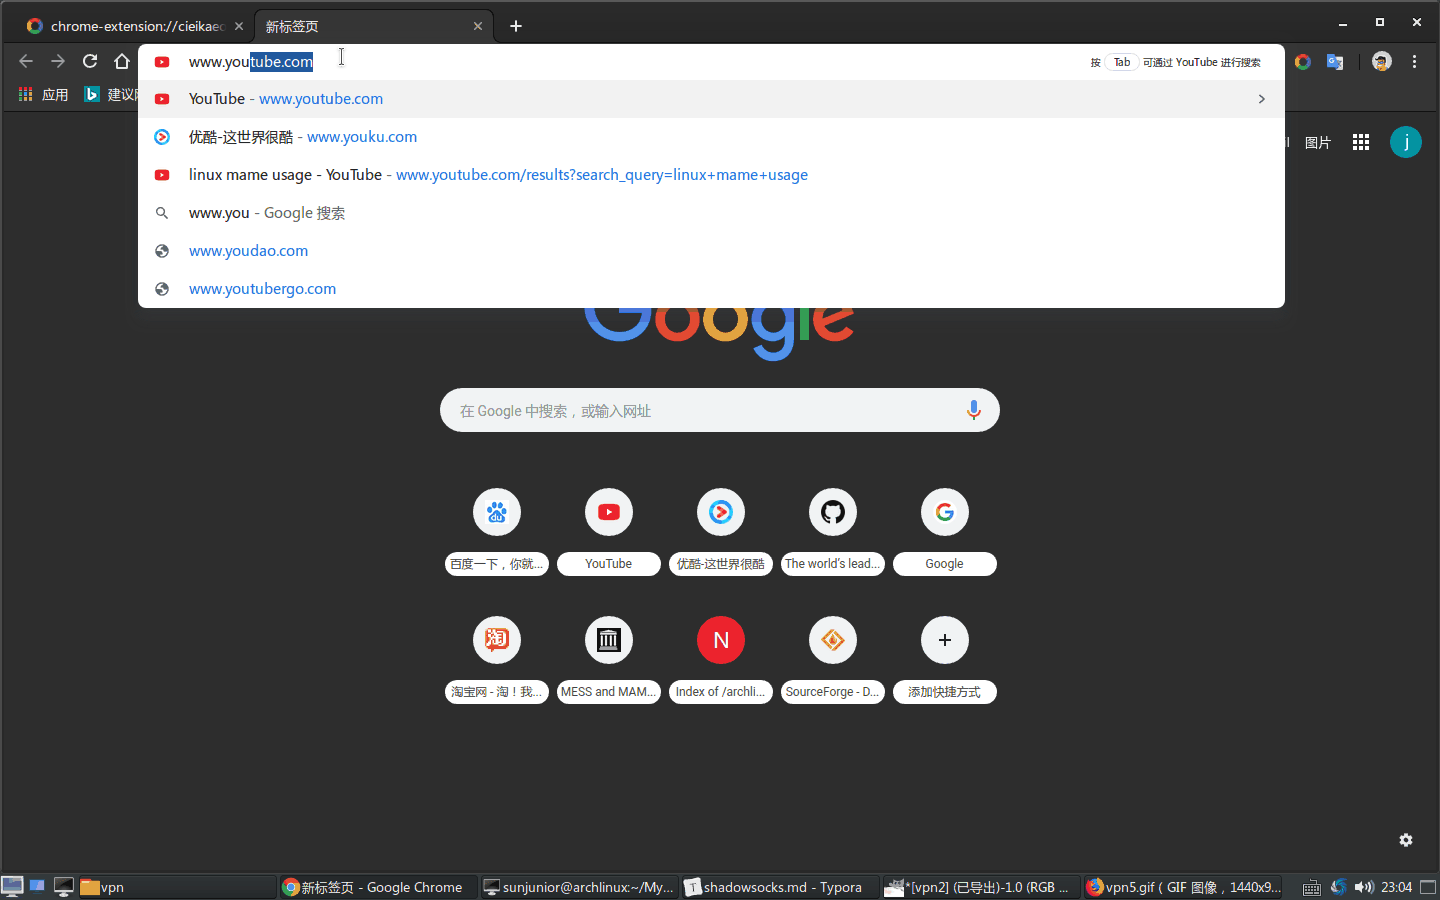 chrome-extension://cieikaec
新标签页
www.youtube.com
按 Tab 可通过 YouTube 进行搜索
应用
建议
YouTube - www.youtube.com
优酷-这世界很酷 - www.youku.com
linux mame usage - YouTube - www.youtube.com/results?search_query=linux+mame+usage
www.you - Google 搜索
www.youdao.com
www.youtubergo.com
图片
j
Google
在 Google 中搜索，或输入网址
百度一下，你就...
YouTube
优酷-这世界很酷
The world’s lead...
Google
N
淘宝网 - 淘！我...
MESS and MAM...
Index of /archli...
SourceForge - D...
添加快捷方式
vpn
新标签页 - Google Chrome
sunjunior@archlinux:~/My...
shadowsocks.md - Typora
*[vpn2] (已导出)-1.0 (RGB ...
vpn5.gif ( GIF 图像，1440x9...
23:04